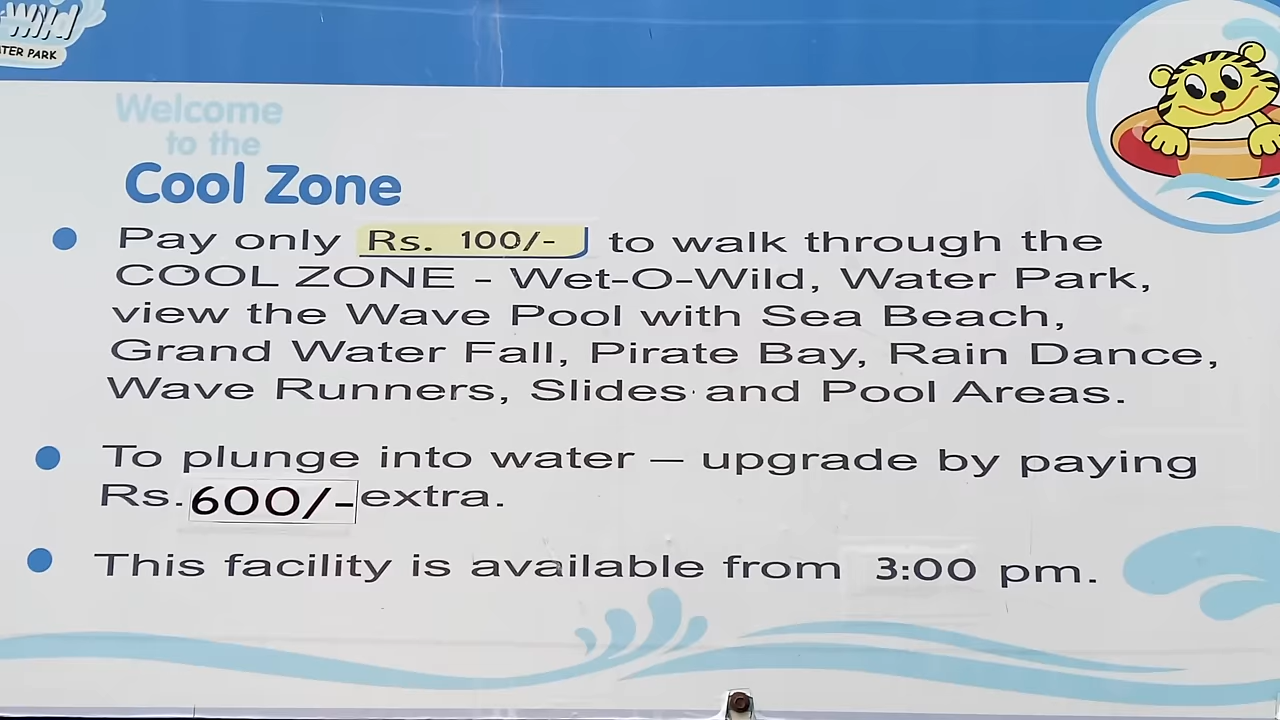 Wild
TER PARK
Welcome
to the
Cool Zone
Pay only Rs. 100/- to walk through the
COOL ZONE - Wet-O-Wild, Water Park,
view the Wave Pool with Sea Beach,
Grand Water Fall, Pirate Bay, Rain Dance,
Wave Runners, Slides and Pool Areas.
To plunge into water – upgrade by paying
Rs. 600/- extra.
This facility is available from 3:00 pm.